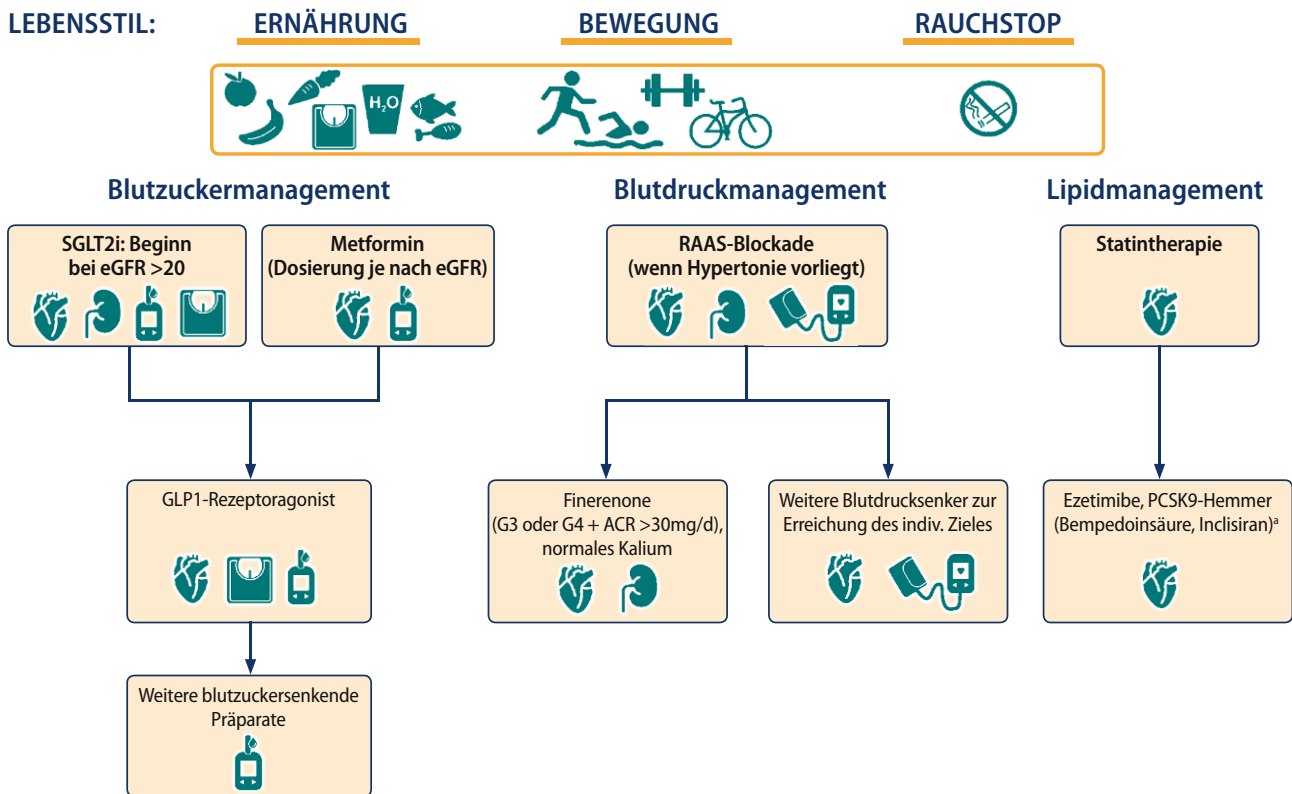 LEBENSSTIL: ERNÄHRUNG BEWEGUNG RAUCHSTOP
H₂O
Blutzuckermanagement Blutdruckmanagement Lipidmanagement
SGLT2i: Beginn
bei eGFR >20
Metformin
(Dosierung je nach eGFR)
RAAS-Blockade
(wenn Hypertonie vorliegt)
Statintherapie
GLP1-Rezeptoragonist
Finerenone
(G3 oder G4 + ACR >30mg/d),
normales Kalium
Weitere Blutdrucksenker zur
Erreichung des indiv. Zieles
Ezetimibe, PCSK9-Hemmer
(Bempedoinsäure, Inclisiran)ᵃ
Weitere blutzuckersenkende
Präparate